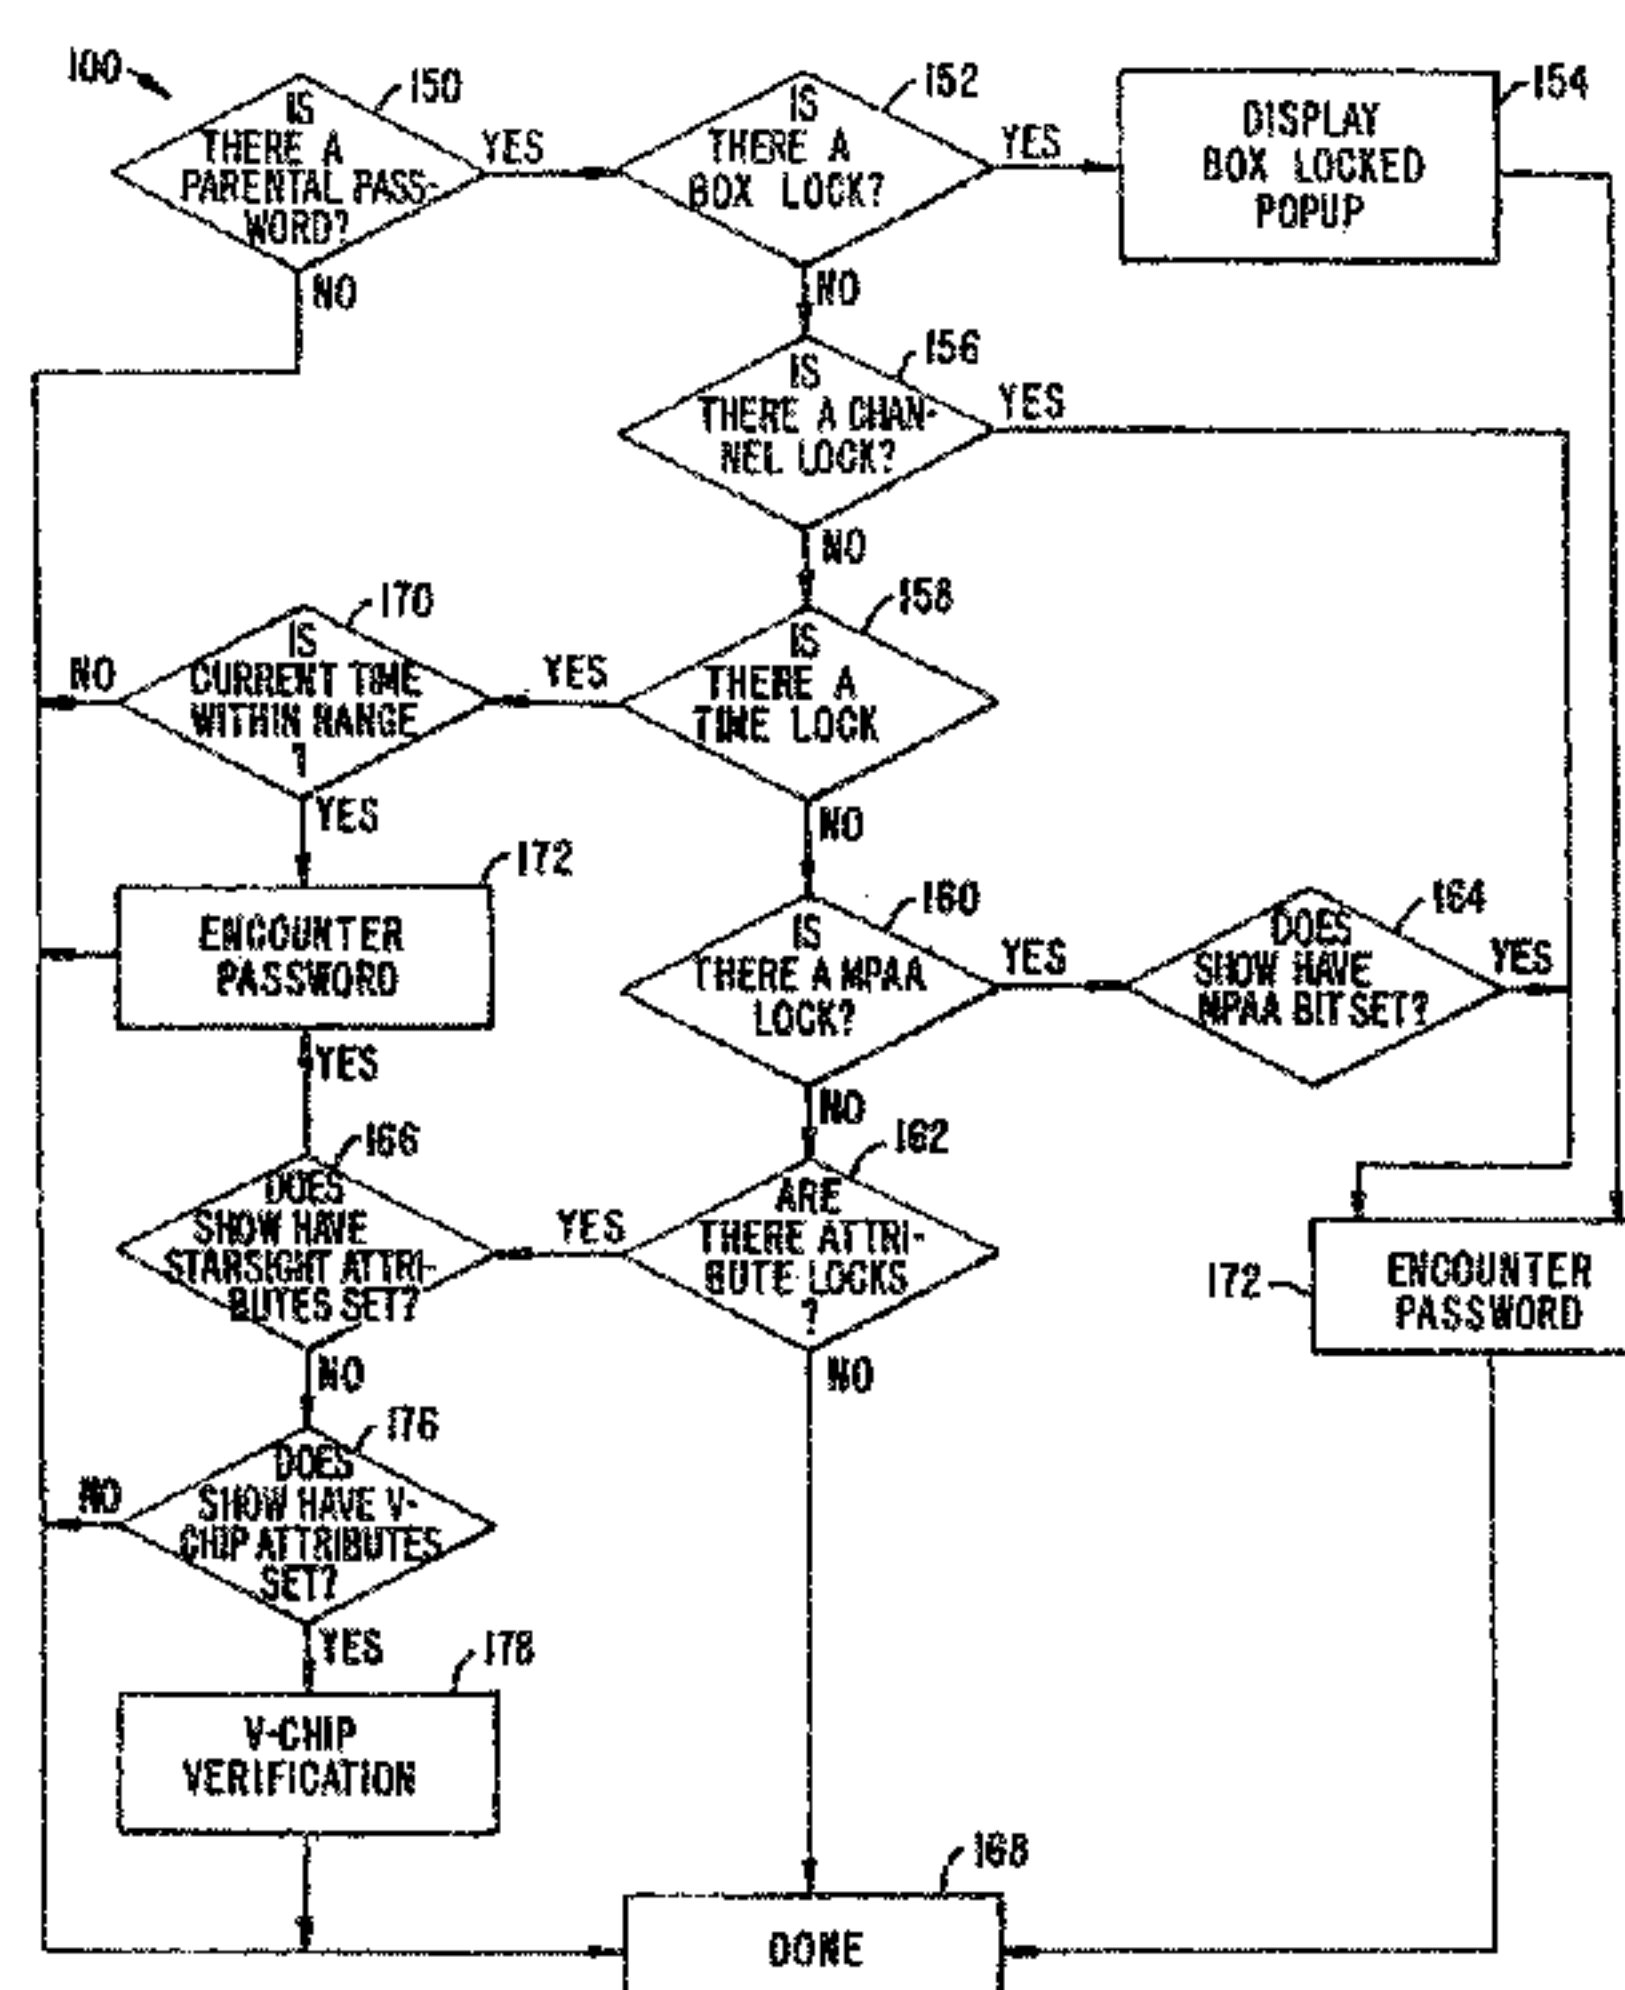 100
150
IS
THERE A
PARENTAL PASS-
WORD?
YES
NO
152
IS
THERE A
BOX LOCK?
YES
NO
154
DISPLAY
BOX LOCKED
POPUP
156
IS
THERE A CHAN-
NEL LOCK?
YES
NO
170
IS
CURRENT TIME
WITHIN RANGE
?
NO
YES
158
IS
THERE A
TIME LOCK
YES
NO
172
ENCOUNTER
PASSWORD
YES
160
IS
THERE A MPAA
LOCK?
YES
NO
164
DOES
SHOW HAVE
MPAA BIT SET?
YES
166
DOES
SHOW HAVE
STARSIGHT ATTRI-
BUTES SET?
NO
162
ARE
THERE ATTRI-
BUTE LOCKS
?
YES
NO
172
ENCOUNTER
PASSWORD
176
DOES
SHOW HAVE V-
CHIP ATTRIBUTES
SET?
NO
YES
178
V-CHIP
VERIFICATION
168
DONE